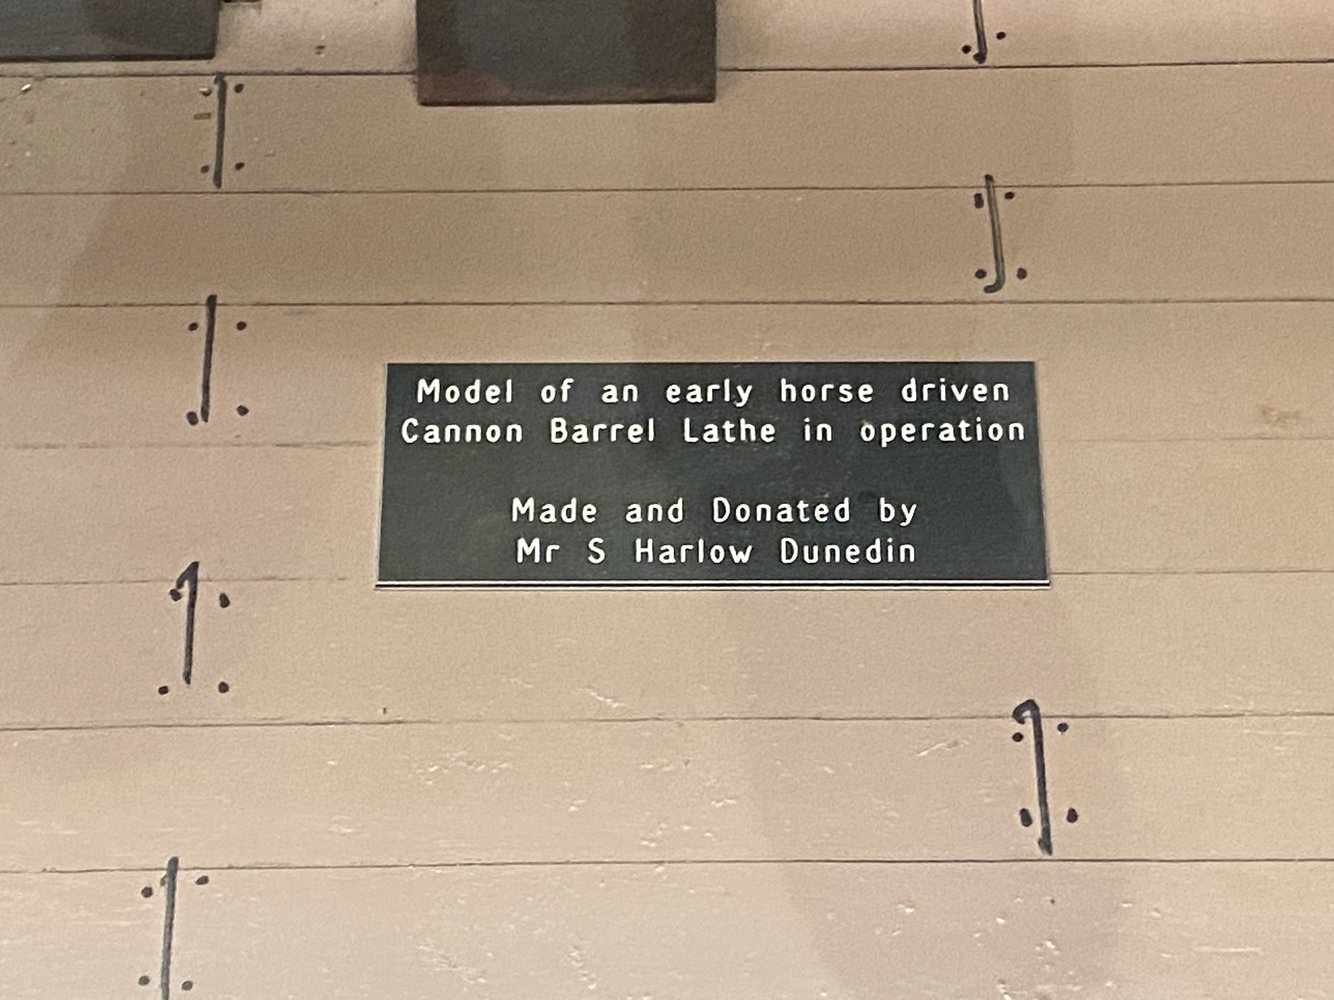 Model of an early horse driven
Cannon Barrel Lathe in operation
Made and Donated by
Mr S Harlow Dunedin